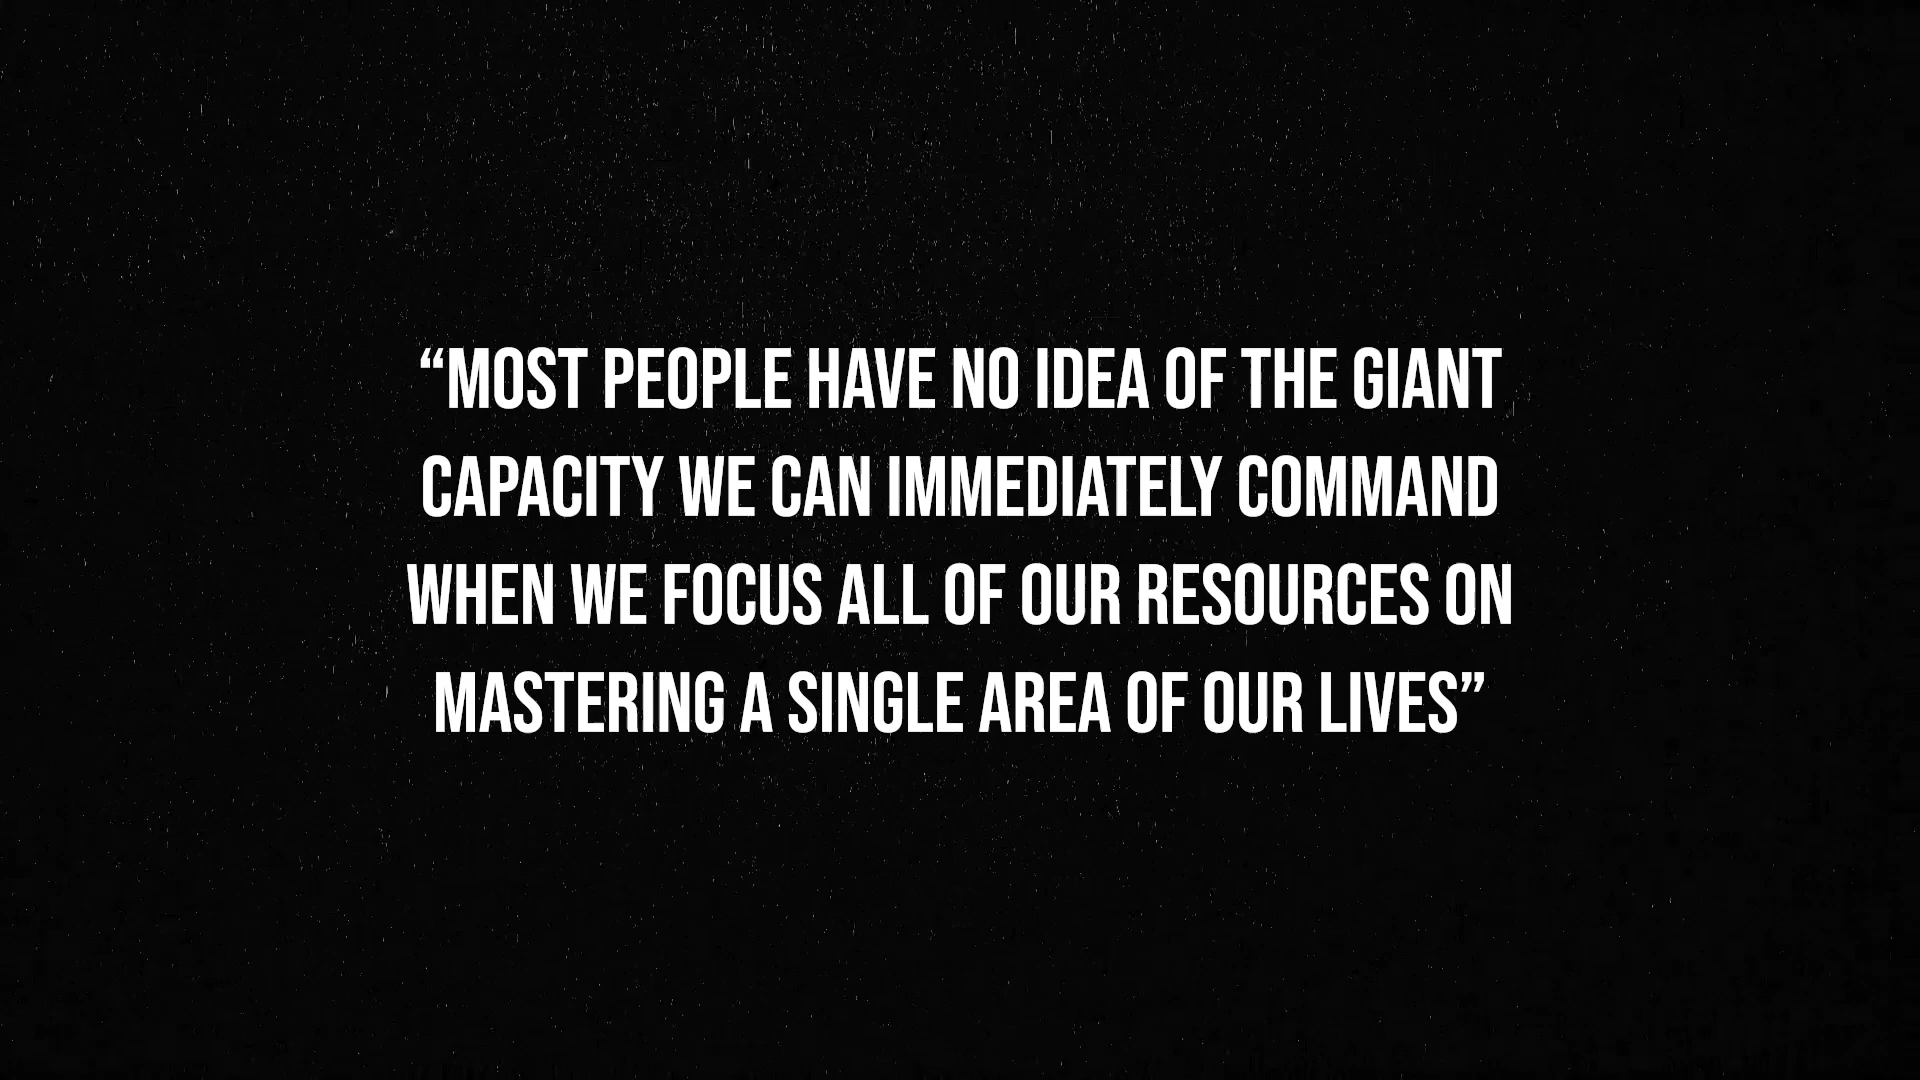 “MOST PEOPLE HAVE NO IDEA OF THE GIANT
CAPACITY WE CAN IMMEDIATELY COMMAND
WHEN WE FOCUS ALL OF OUR RESOURCES ON
MASTERING A SINGLE AREA OF OUR LIVES”